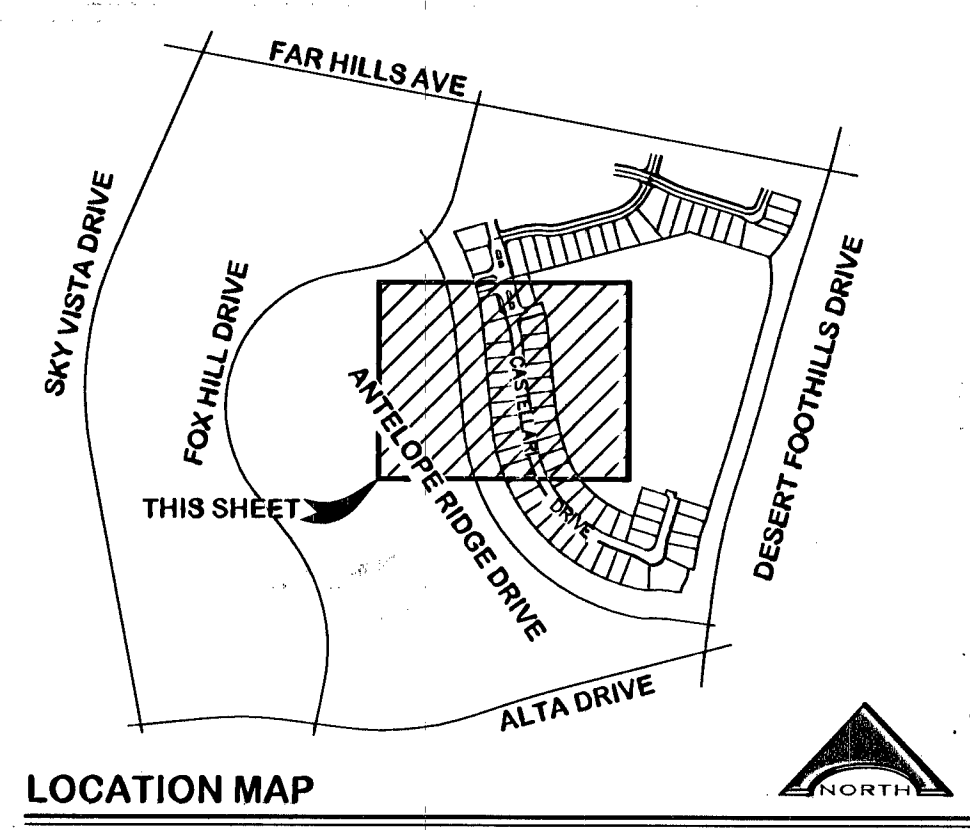 FAR HILLS AVE
SKY VISTA DRIVE
FOX HILL DRIVE
DESERT FOOTHILLS DRIVE
ANTELOPE RIDGE DRIVE
DRIVE
THIS SHEET
ALTA DRIVE
LOCATION MAP
NORTH